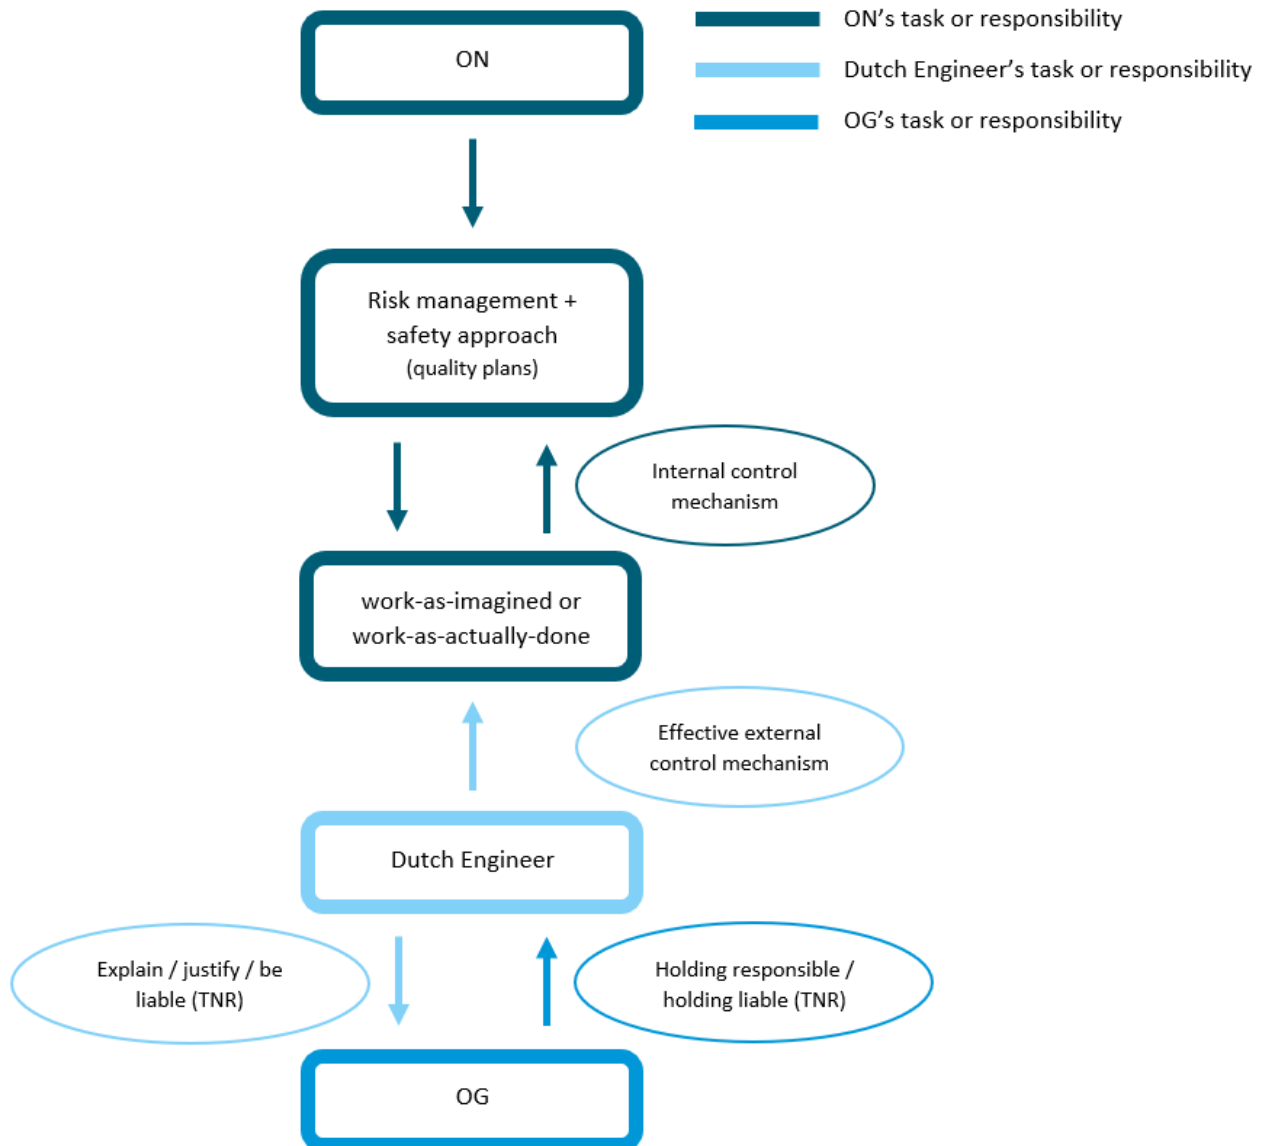 ON
ON's task or responsibility
Dutch Engineer's task or responsibility
OG's task or responsibility
Risk management +
safety approach
(quality plans)
Internal control
mechanism
work-as-imagined or
work-as-actually-done
Effective external
control mechanism
Dutch Engineer
Explain / justify / be
liable (TNR)
Holding responsible /
holding liable (TNR)
OG